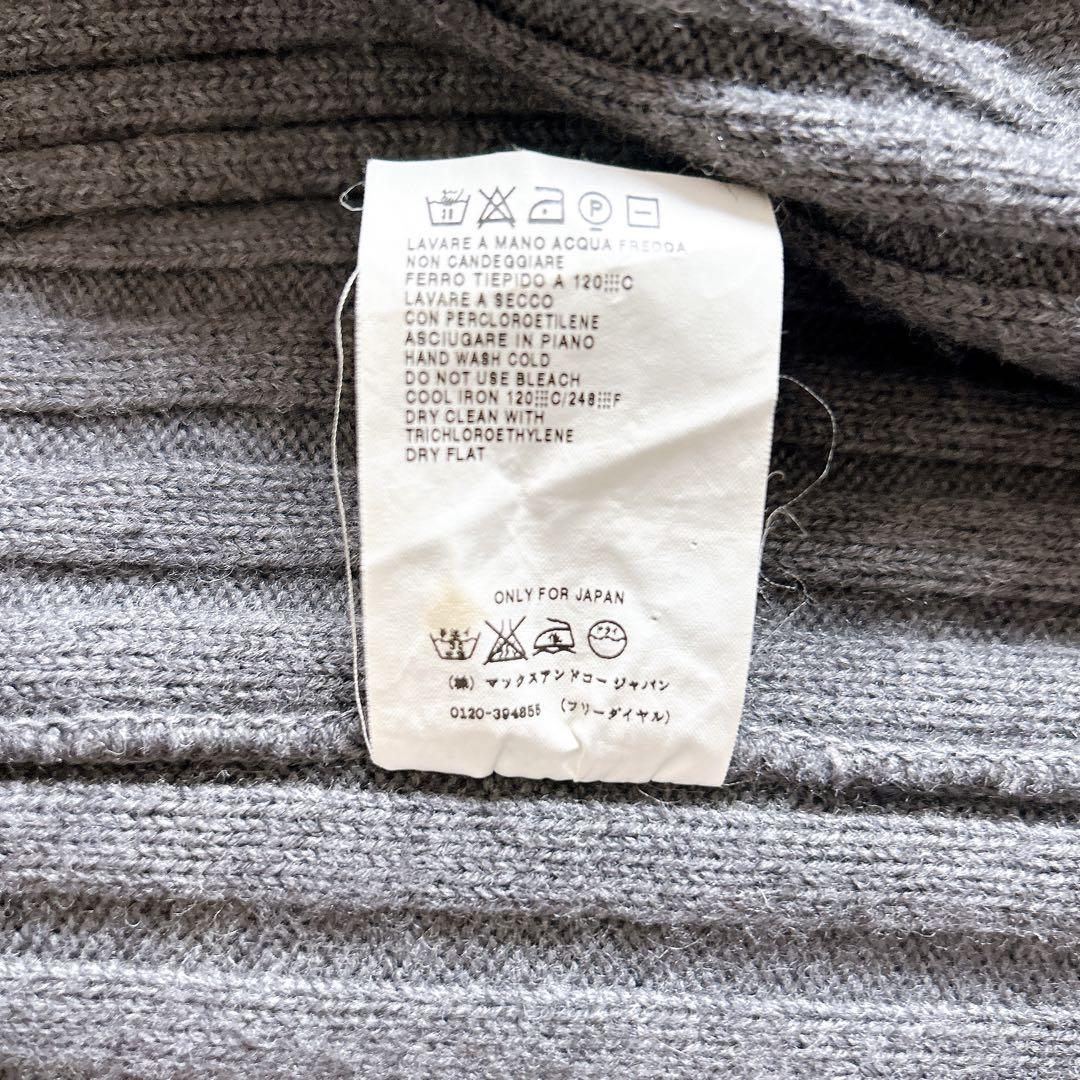 P
LAVARE A MANO ACQUA FREDDA
NON CANDEGGIARE
FERRO TIEPIDO A 120 C
LAVARE A SECCO
CON PERCLOROETILENE
ASCIUGARE IN PIANO
HAND WASH COLD
DO NOT USE BLEACH
COOL IRON 120 C/248 F
DRY CLEAN WITH
TRICHLOROETHYLENE
DRY FLAT
ONLY FOR JAPAN
(株) マックスアンドコー ジャパン
0120-394855 (フリーダイヤル)